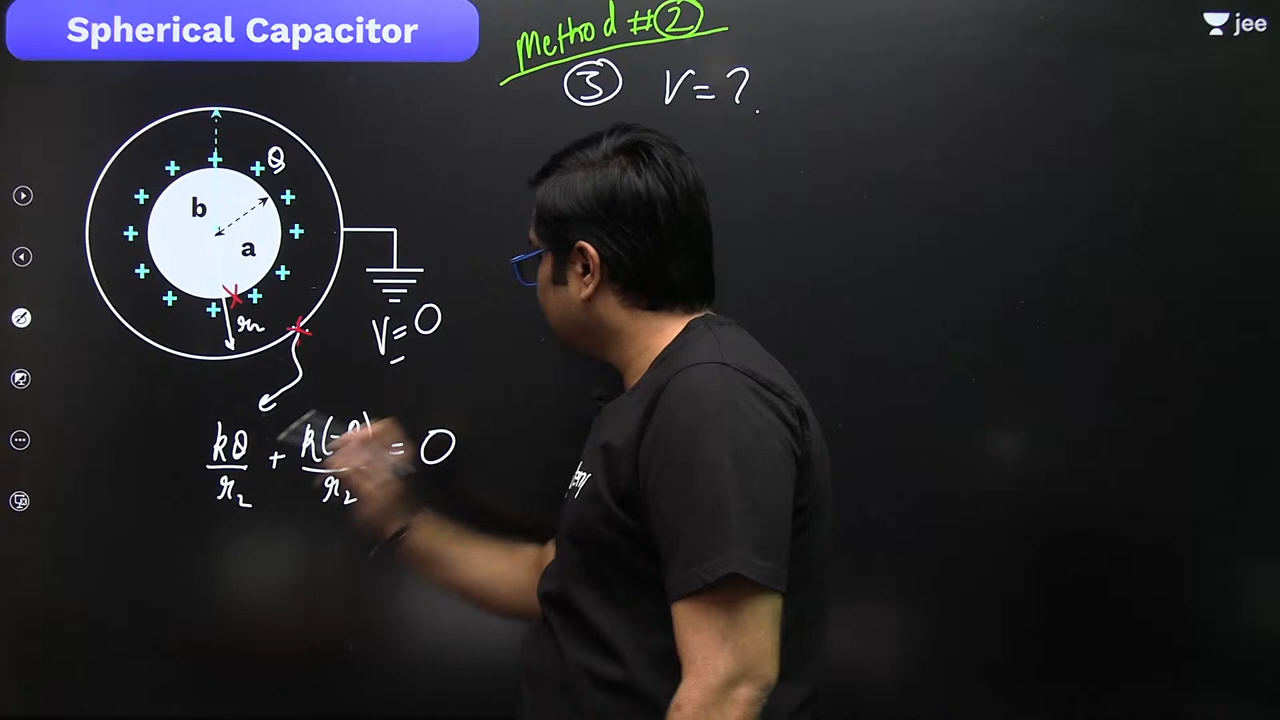 Spherical Capacitor
Method #②
jee
③ V = ?
Q
b
a
r₂
V = 0
kQ/r₂ + k(-Q)/r₂ = 0